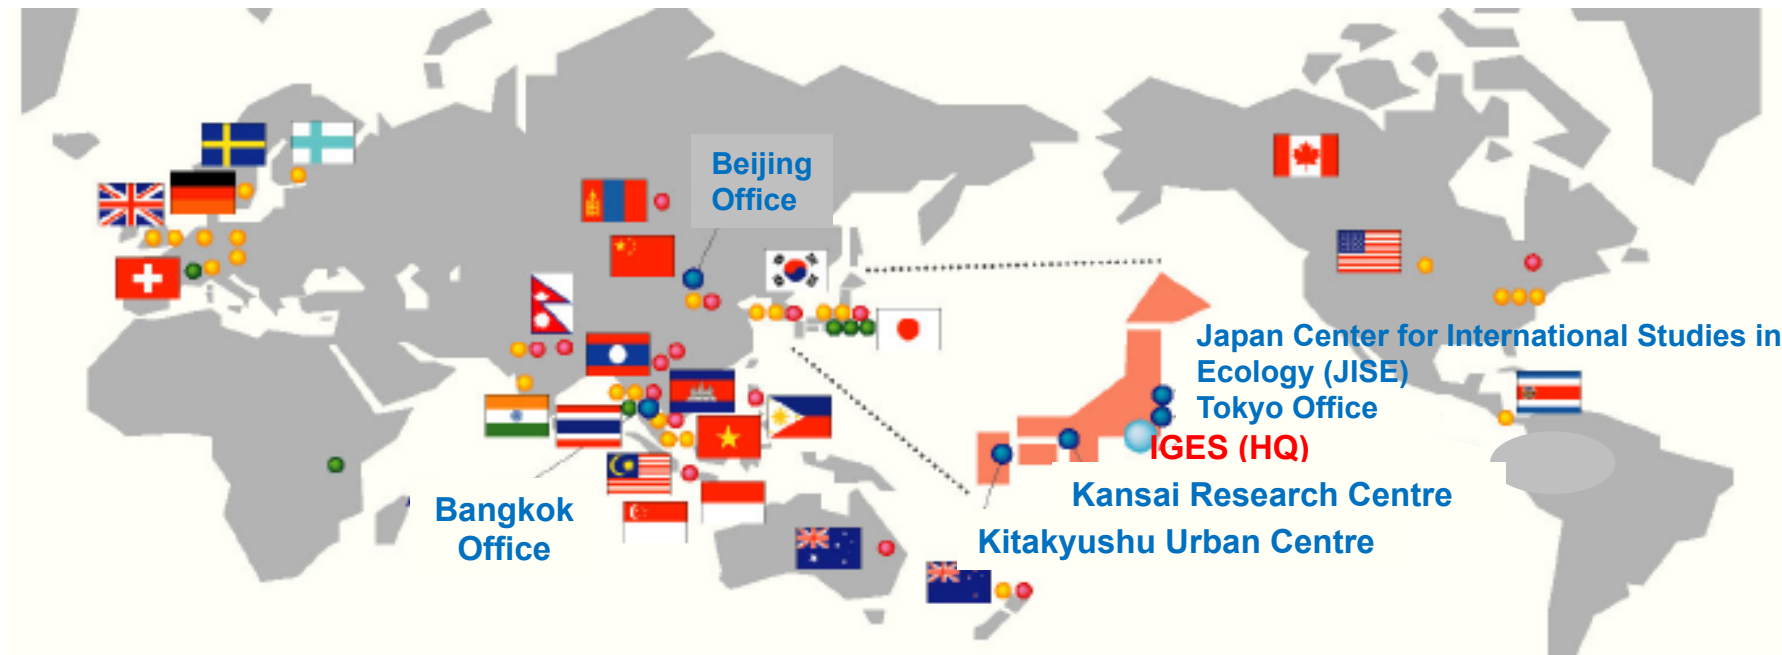 Beijing
Office
Japan Center for International Studies in
Ecology (JISE)
Tokyo Office
IGES (HQ)
Kansai Research Centre
Kitakyushu Urban Centre
Bangkok
Office